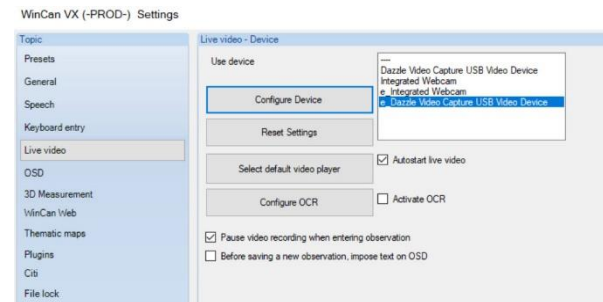 WinCan VX (-PROD-) Settings
Topic
Presets
General
Speech
Keyboard entry
Live video
OSD
3D Measurement
WinCan Web
Thematic maps
Plugins
Citi
File lock
Live video - Device
Use device
----
Dazzle Video Capture USB Video Device
Integrated Webcam
e_Integrated Webcam
e_Dazzle Video Capture USB Video Device
Configure Device
Reset Settings
Select default video player
Autostart live video
Configure OCR
Activate OCR
Pause video recording when entering observation
Before saving a new observation, impose text on OSD